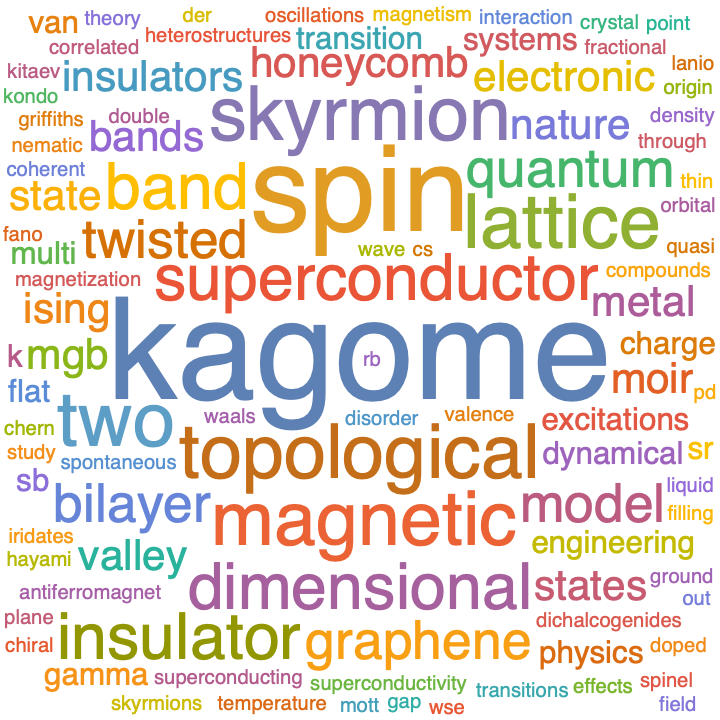 van theory der oscillations magnetism interaction crystal point
correlated heterostructures transition systems fractional
kitaev insulators honeycomb electronic lanio
kondo origin
griffiths double skyrmion nature density
nematic bands through
coherent state band spin quantum thin
lattice orbital
fano multi twisted wave cs quasi
magnetization superconductor compounds
ising metal
k mgb kagome charge
flat rb moir pd
chern two waals disorder valence excitations
study spontaneous topological dynamical sr
sb liquid
bilayer magnetic model filling
iridates engineering
hayami valley
antiferromagnet dimensional states ground
out
plane dichalcogenides
chiral insulator graphene physics doped
gamma superconducting superconductivity transitions effects spinel
skyrmions temperature mott gap wse field